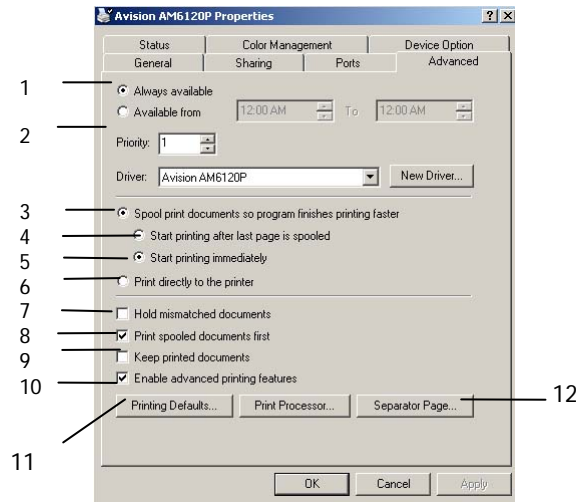 Avision AM6120P Properties
Status Color Management Device Option
General Sharing Ports Advanced
1 Always available
Available from 12:00 AM To 12:00 AM
2
Priority: 1
Driver: Avision AM6120P New Driver...
3 Spool print documents so program finishes printing faster
4 Start printing after last page is spooled
5 Start printing immediately
6 Print directly to the printer
7 Hold mismatched documents
8 Print spooled documents first
9 Keep printed documents
10 Enable advanced printing features
Printing Defaults... Print Processor... Separator Page... 12
11
OK Cancel Apply